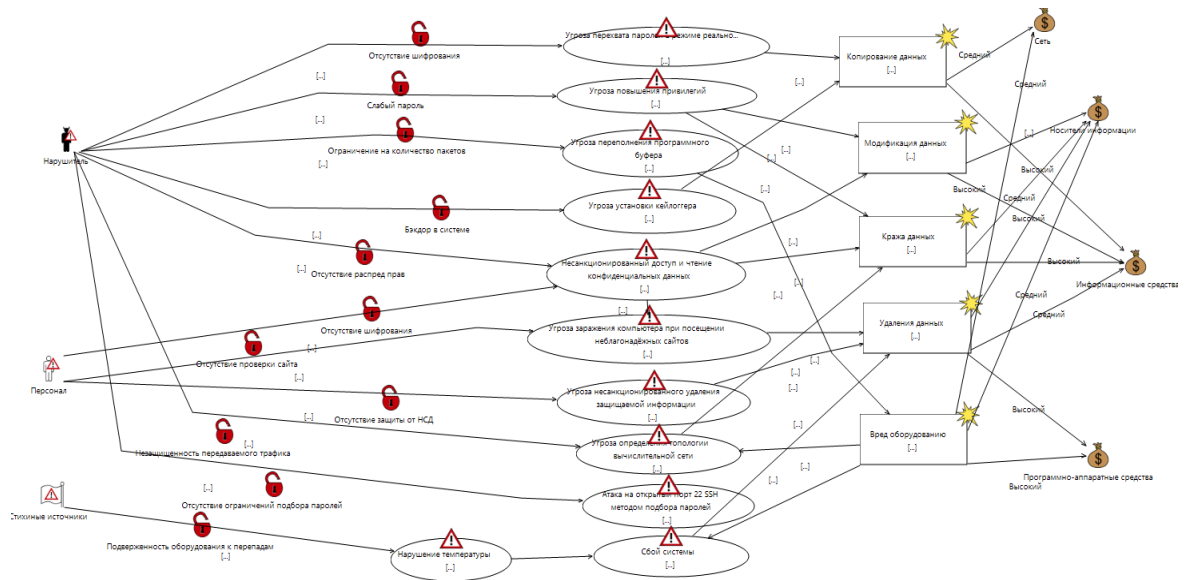 Угроза перехвата паролей в режиме реально...
[...]
Отсутствие шифрования
[...]
Сеть
Копирование данных
[...]
Средний
Средний
Угроза повышения привилегий
[...]
Слабый пароль
[...]
[...]
Носители информации
[...]
Угроза переполнения программного
буфера
[...]
Ограничение на количество пакетов
[...]
Нарушитель
Модификация данных
[...]
[...]
[...]
[...]
Высокий
Высокий
Средний
Угроза установки кейлоггера
[...]
Бэкдор в системе
[...]
Кража данных
[...]
[...]
Высокий
Высокий
Несанкционированный доступ и чтение
конфиденциальных данных
[...]
Отсутствие распред прав
[...]
Информационные средства
Средний
[...]
Отсутствие шифрования
[...]
Угроза заражения компьютера при посещении
неблагонадёжных сайтов
[...]
Удаления данных
[...]
[...]
[...]
Средний
Отсутствие проверки сайта
[...]
[...]
Персонал
Угроза несанкционированного удаления
защищаемой информации
[...]
[...]
[...]
[...]
Отсутствие защиты от НСД
[...]
Высокий
Вред оборудованию
[...]
[...]
Угроза определения топологии
вычислительной сети
[...]
Незащищенность передаваемого трафика
[...]
[...]
Программно-аппаратные средства
Высокий
Атака на открытый порт 22 SSH
методом подбора паролей
[...]
Отсутствие ограничений подбора паролей
[...]
Стихиные источники
Подверженность оборудования к перепадам
[...]
Нарушение температуры
[...]
Сбой системы
[...]